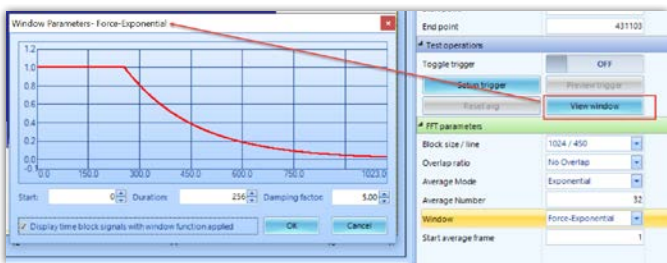 Window Parameters- Force-Exponential
1.2
1.0
0.8
0.6
0.4
0.2
0.0
-0.1
0.0 150.0 300.0 450.0 600.0 750.0 1023.0
Start: 0 Duration: 256 Damping factor: 5.00
Display time block signals with window function applied OK Cancel
End point 431103
Test operations
Toggle trigger OFF
Setup trigger Preview trigger
Reset avg View window
FFT parameters
Block size / line 1024 / 450
Overlap ratio No Overlap
Average Mode Exponential
Average Number 32
Window Force-Exponential
Start average frame 1